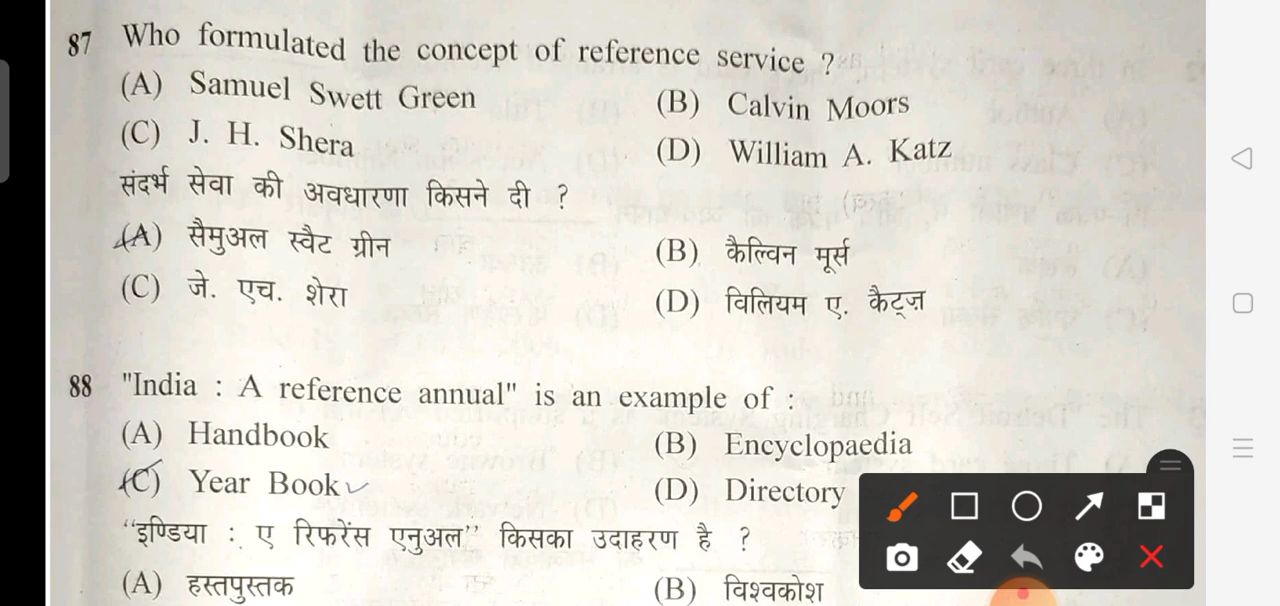 87 Who formulated the concept of reference service ?
(A) Samuel Swett Green (B) Calvin Moors
(C) J. H. Shera (D) William A. Katz
संदर्भ सेवा की अवधारणा किसने दी ?
(A) सैमुअल स्वैट ग्रीन (B) कैल्विन मूर्स
(C) जे. एच. शेरा (D) विलियम ए. कैट्ज़
88 "India : A reference annual" is an example of :
(A) Handbook (B) Encyclopaedia
(C) Year Book (D) Directory
“इण्डिया : ए रिफरेंस एनुअल” किसका उदाहरण है ?
(A) हस्तपुस्तक (B) विश्वकोश